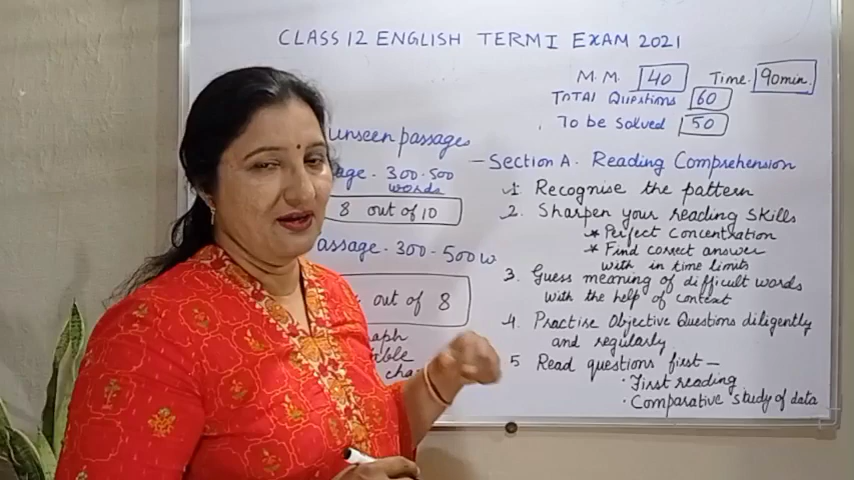 CLASS 12 ENGLISH TERM I EXAM 2021
M.M. 40 Time. 90min.
TOTAL Questions 60
To be Solved 50
unseen passages
300-500
words
8 out of 10
300-500 w
out of 8
- Section A. Reading Comprehension
1. Recognise the pattern
2. Sharpen your reading skills
* Perfect concentration
* Find correct answer
with in time limits
3. Guess meaning of difficult words
with the help of context
4. Practise Objective Questions diligently
and regularly
5 Read questions first -
· First reading
· Comparative study of data